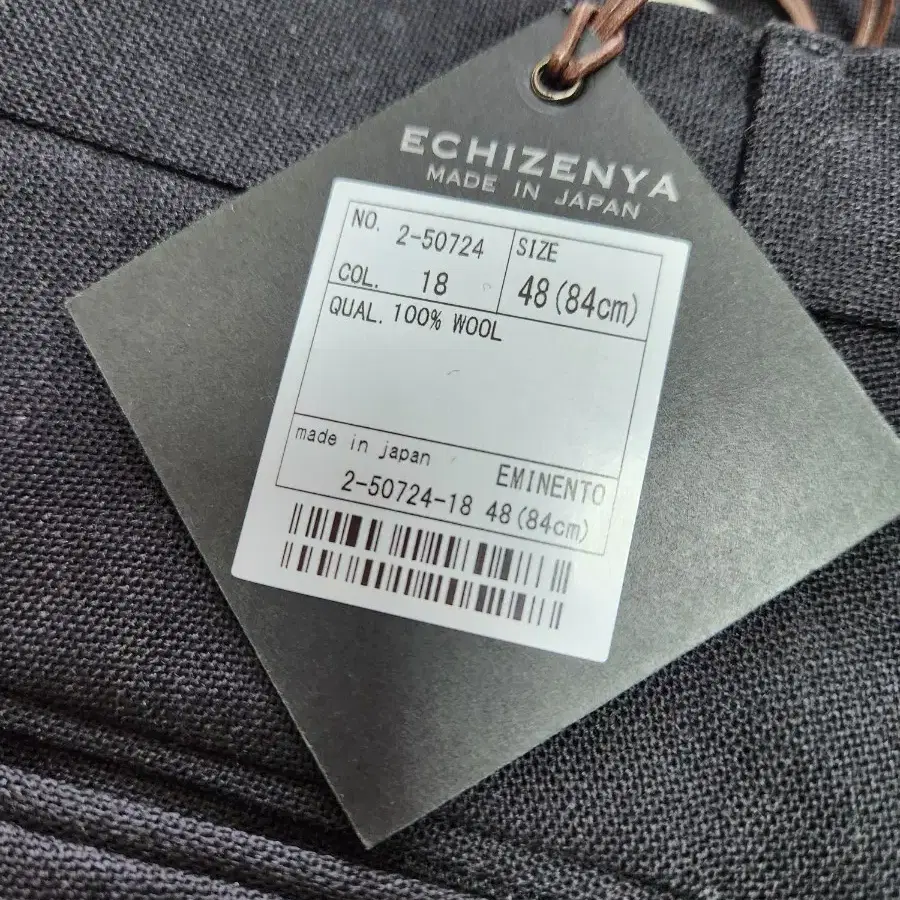 ECHIZENYA
MADE IN JAPAN
NO. 2-50724
SIZE
COL. 18
48(84cm)
QUAL. 100% WOOL
made in japan
EMINENTO
2-50724-18 48(84cm)